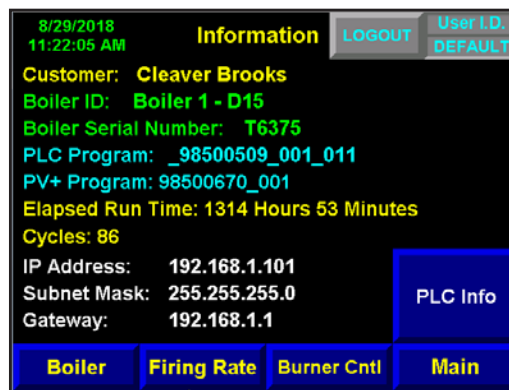 8/29/2018
11:22:05 AM
Information
LOGOUT
User I.D.
DEFAULT
Customer: Cleaver Brooks
Boiler ID: Boiler 1 - D15
Boiler Serial Number: T6375
PLC Program: _98500509_001_011
PV+ Program: 98500670_001
Elapsed Run Time: 1314 Hours 53 Minutes
Cycles: 86
IP Address: 192.168.1.101
Subnet Mask: 255.255.255.0
Gateway: 192.168.1.1
PLC Info
Boiler
Firing Rate
Burner Cntl
Main